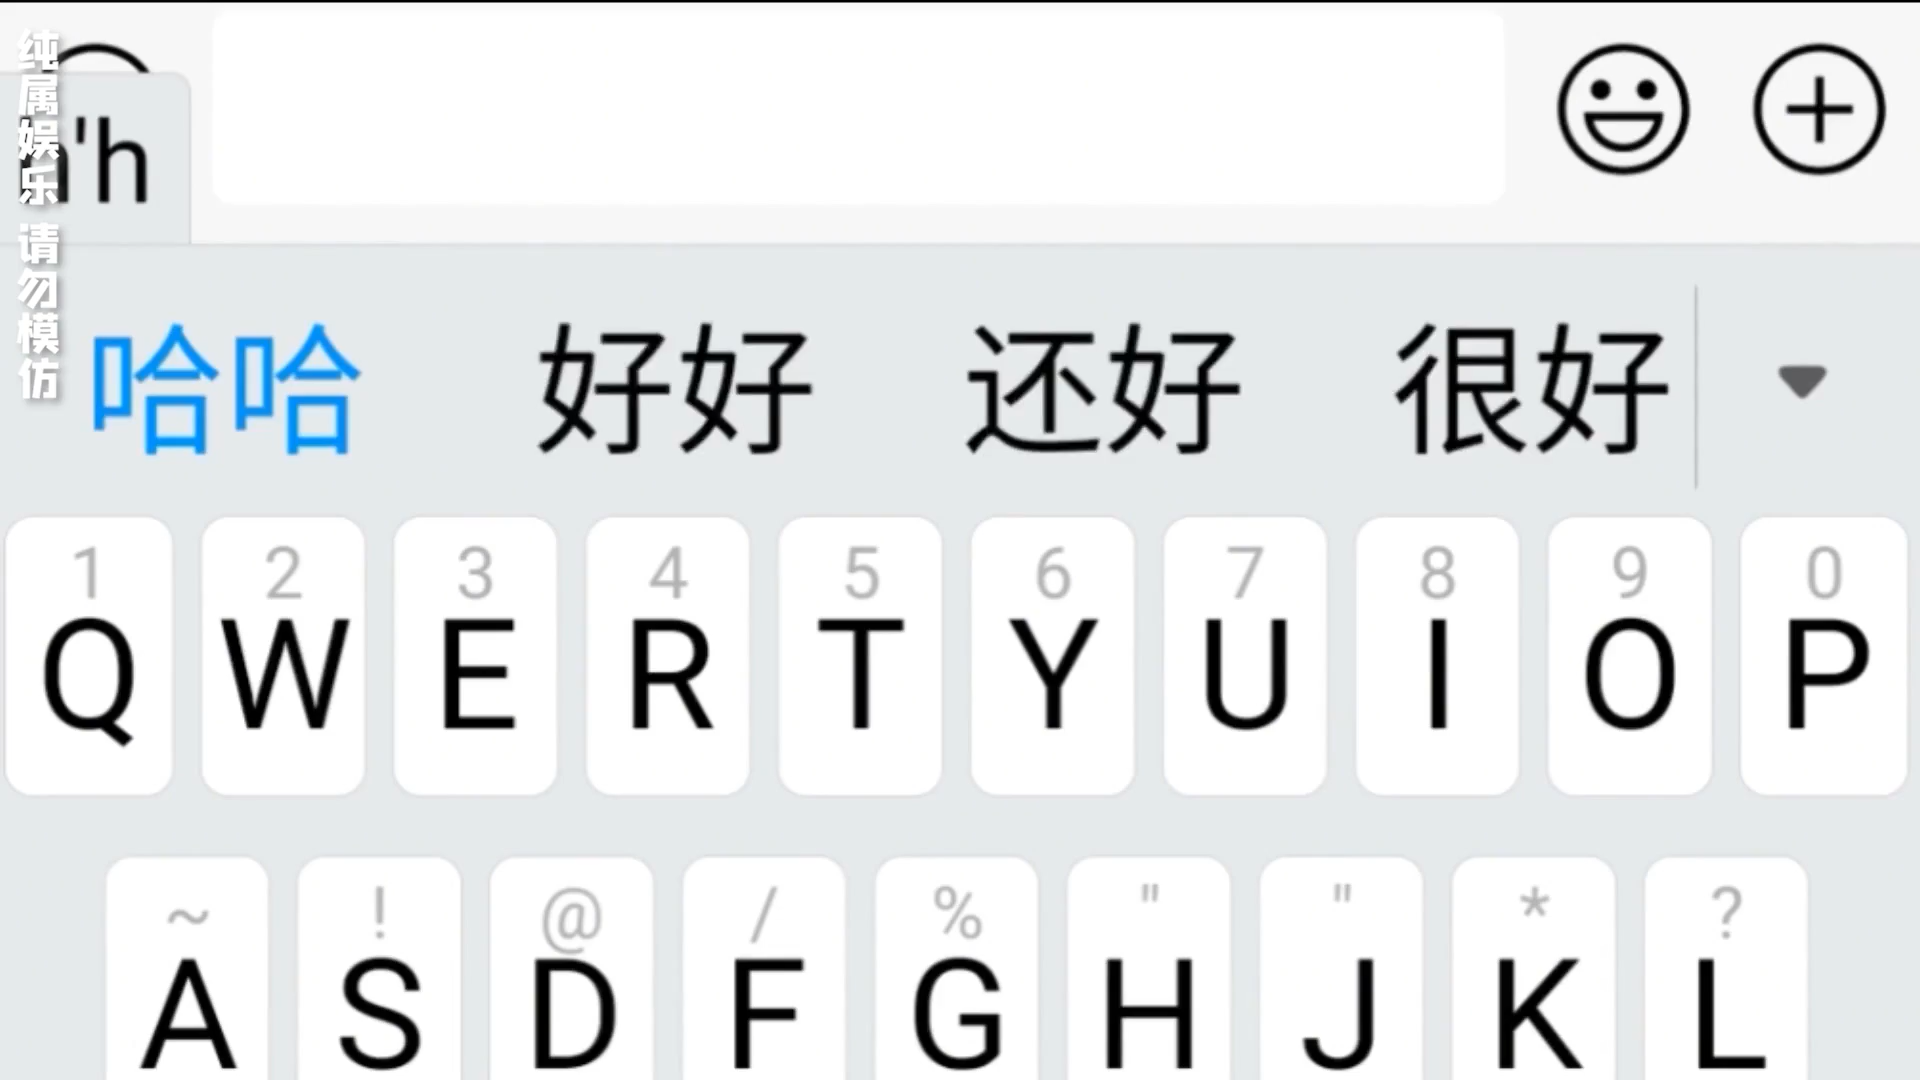 纯属娱乐 请勿模仿
h'h
哈哈 好好 还好 很好
1 2 3 4 5 6 7 8 9 0
Q W E R T Y U I O P
~ ! @ / % " " * ?
A S D F G H J K L